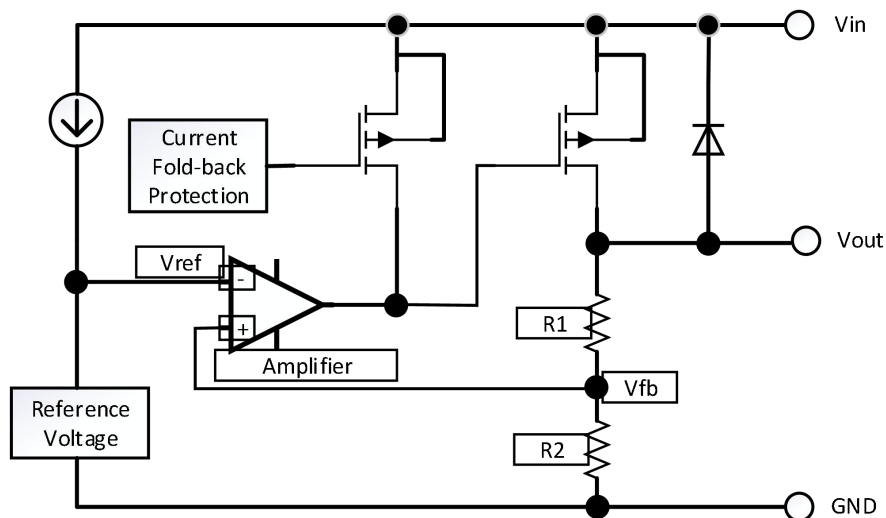 Vin
Current
Fold-back
Protection
Vref
-
+
Amplifier
Vout
R1
Vfb
Reference
Voltage
R2
GND